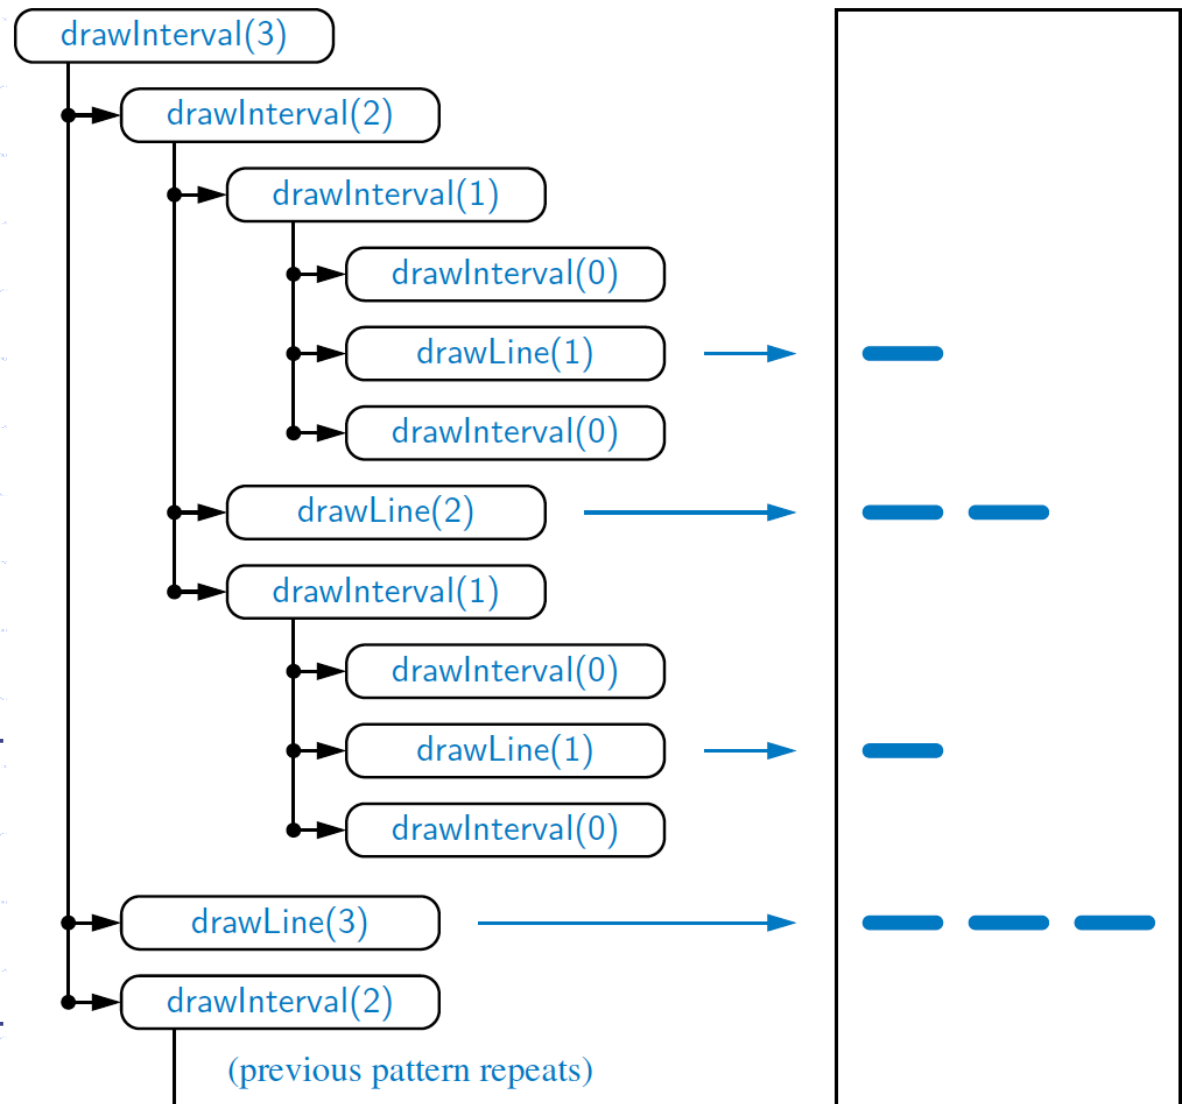 drawInterval(3)
drawInterval(2)
drawInterval(1)
drawInterval(0)
drawLine(1)
drawInterval(0)
drawLine(2)
drawInterval(1)
drawInterval(0)
drawLine(1)
drawInterval(0)
drawLine(3)
drawInterval(2)
(previous pattern repeats)